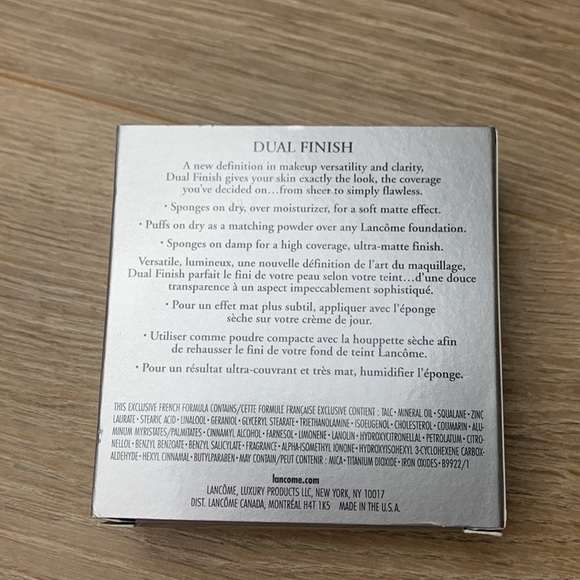 DUAL FINISH
A new definition in makeup versatility and clarity,
Dual Finish gives your skin exactly the look, the coverage
you've decided on...from sheer to simply flawless.
• Sponges on dry, over moisturizer, for a soft matte effect.
• Puffs on dry as a matching powder over any Lancôme foundation.
• Sponges on damp for a high coverage, ultra-matte finish.
Versatile, lumineux, une nouvelle définition de l'art du maquillage,
Dual Finish parfait le fini de votre peau selon votre teint...d'une douce
transparence à un aspect impeccablement sophistiqué.
• Pour un effet mat plus subtil, appliquer avec l'éponge
sèche sur votre crème de jour.
• Utiliser comme poudre compacte avec la houppette sèche afin
de rehausser le fini de votre fond de teint Lancôme.
• Pour un résultat ultra-couvrant et très mat, humidifier l'éponge.
THIS EXCLUSIVE FRENCH FORMULA CONTAINS/CETTE FORMULE FRANÇAISE EXCLUSIVE CONTIENT : TALC • MINERAL OIL • SQUALANE • ZINC
LAURATE • STEARIC ACID • LINALOOL • GERANIOL • GLYCERYL STEARATE • TRIETHANOLAMINE • ISOEUGENOL • CHOLESTEROL • COUMARIN • ALU-
MINUM MYRISTATES/PALMITATES • CINNAMYL ALCOHOL • FARNESOL • LIMONENE • LANOLIN • HYDROXYCITRONELLAL • PETROLATUM • CITRO-
NELLOL • BENZYL BENZOATE • BENZYL SALICYLATE • FRAGRANCE • ALPHA-ISOMETHYL IONONE • HYDROXYISOHEXYL 3-CYCLOHEXENE CARBOX-
ALDEHYDE • HEXYL CINNAMAL • BUTYLPARABEN • MAY CONTAIN/PEUT CONTENIR : MICA • TITANIUM DIOXIDE • IRON OXIDES • B9922/1
lancome.com
LANCÔME, LUXURY PRODUCTS LLC, NEW YORK, NY 10017
DIST. LANCÔME CANADA, MONTRÉAL H4T 1K5 MADE IN THE U.S.A.